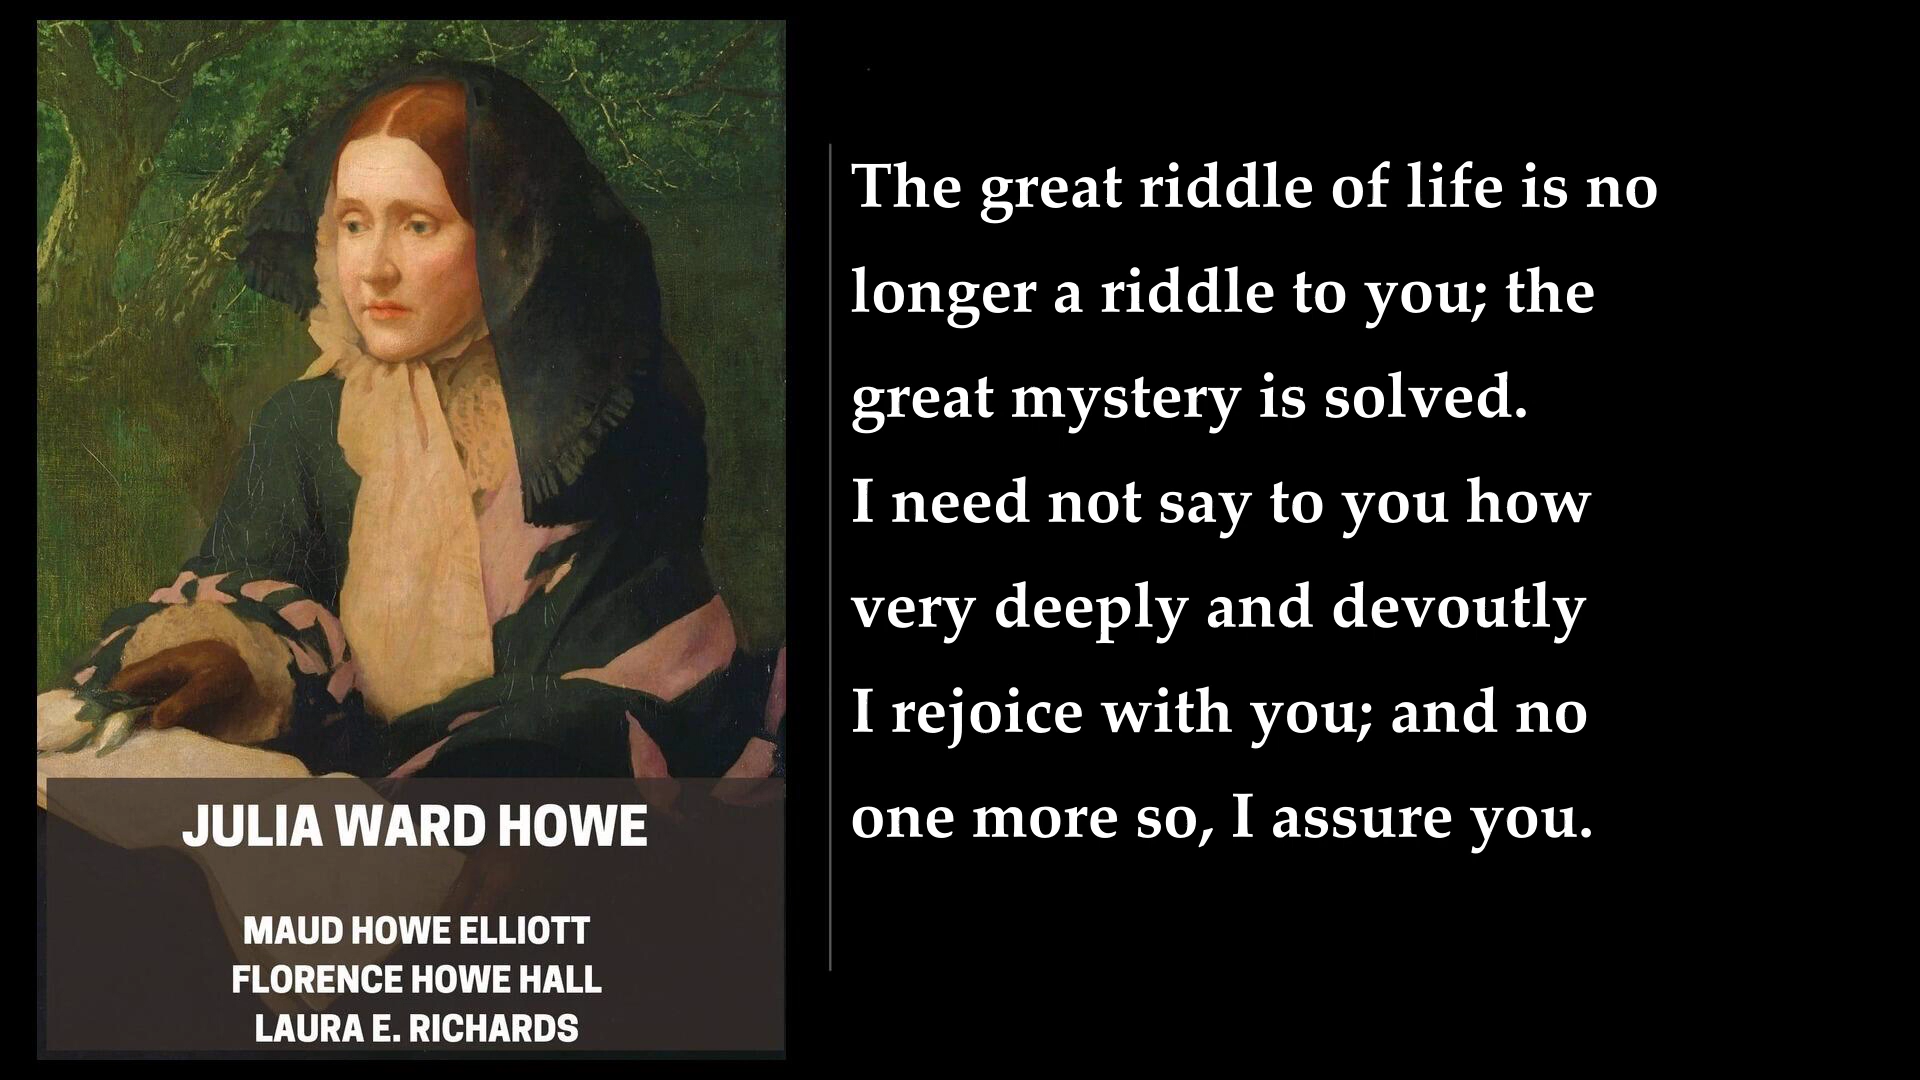 JULIA WARD HOWE
MAUD HOWE ELLIOTT
FLORENCE HOWE HALL
LAURA E. RICHARDS
The great riddle of life is no
longer a riddle to you; the
great mystery is solved.
I need not say to you how
very deeply and devoutly
I rejoice with you; and no
one more so, I assure you.